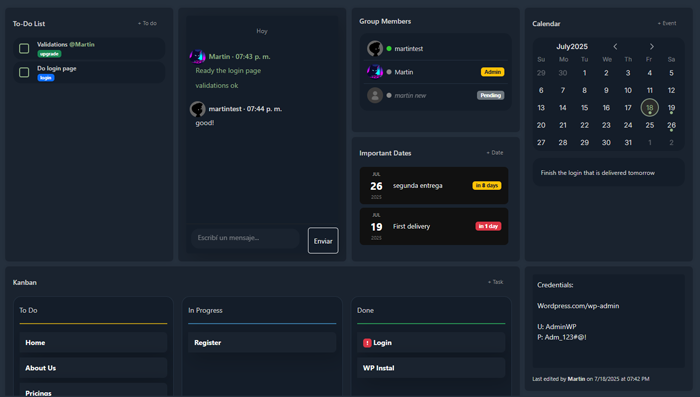 To-Do List
+ To do
Validations @Martin
upgrade
Do login page
login
Hoy
Martin - 07:43 p. m.
Ready the login page
validations ok
martintest - 07:44 p. m.
good!
Escribí un mensaje...
Enviar
Group Members
martintest
Martin
Admin
martin new
Pending
Important Dates
+ Date
JUL
26
2025
segunda entrega
in 8 days
JUL
19
2025
First delivery
in 1 day
Calendar
+ Event
July2025
Su Mo Tu We Th Fr Sa
29 30 1 2 3 4 5
6 7 8 9 10 11 12
13 14 15 16 17 18 19
20 21 22 23 24 25 26
27 28 29 30 31 1 2
Finish the login that is delivered tomorrow
Kanban
+ Task
To Do
Home
About Us
Pricings
In Progress
Register
Done
! Login
WP Instal
Credentials:
Wordpress.com/wp-admin
U: AdminWP
P: Adm_123#@!
Last edited by Martin on 7/18/2025 at 07:42 PM